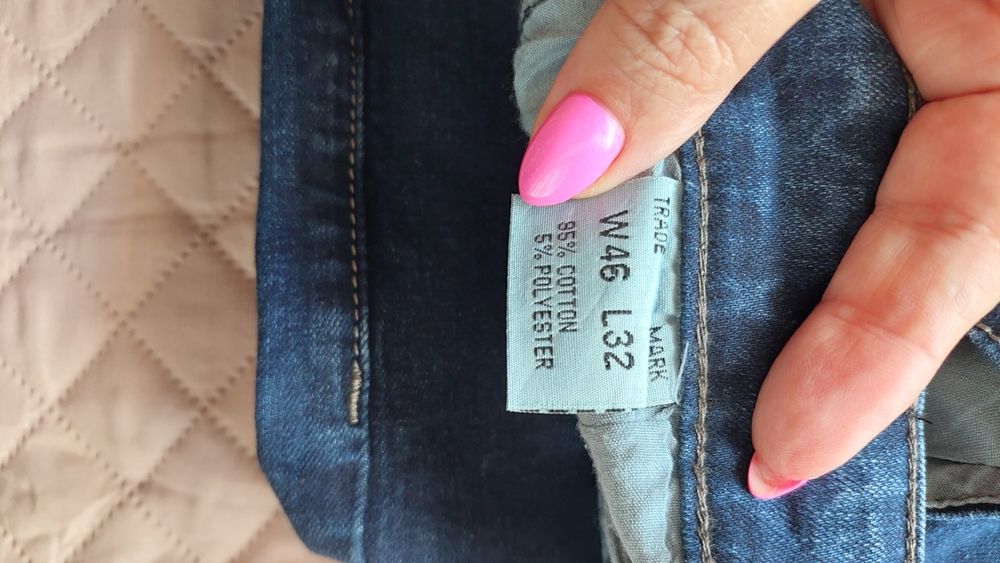 TRADE MARK
W46 L32
95% COTTON
5% POLYESTER